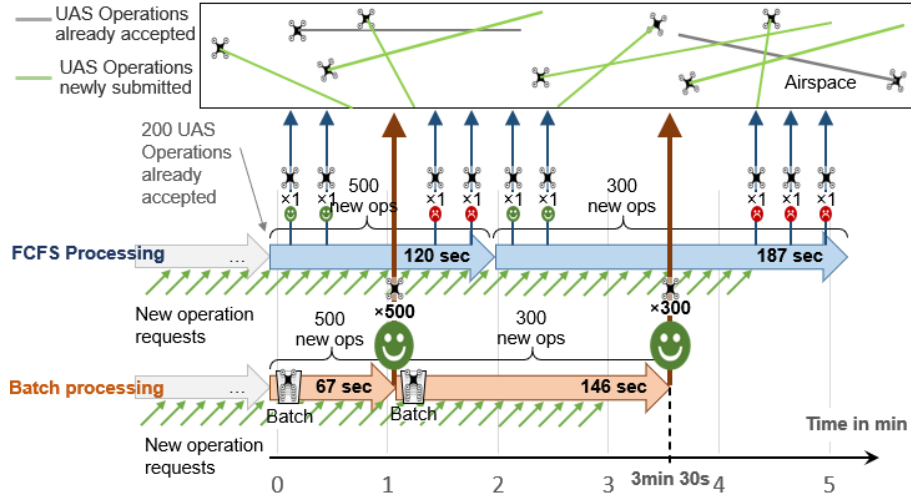 UAS Operations
already accepted
UAS Operations
newly submitted
Airspace
200 UAS
Operations
already
accepted
×1
×1
500
new ops
×1
×1
×1
×1
300
new ops
×1
×1
×1
FCFS Processing
...
120 sec
187 sec
New operation
requests
×500
×300
500
new ops
300
new ops
Batch processing
...
67 sec
146 sec
Batch
Batch
New operation
requests
Time in min
0
1
2
3
3min 30s
4
5